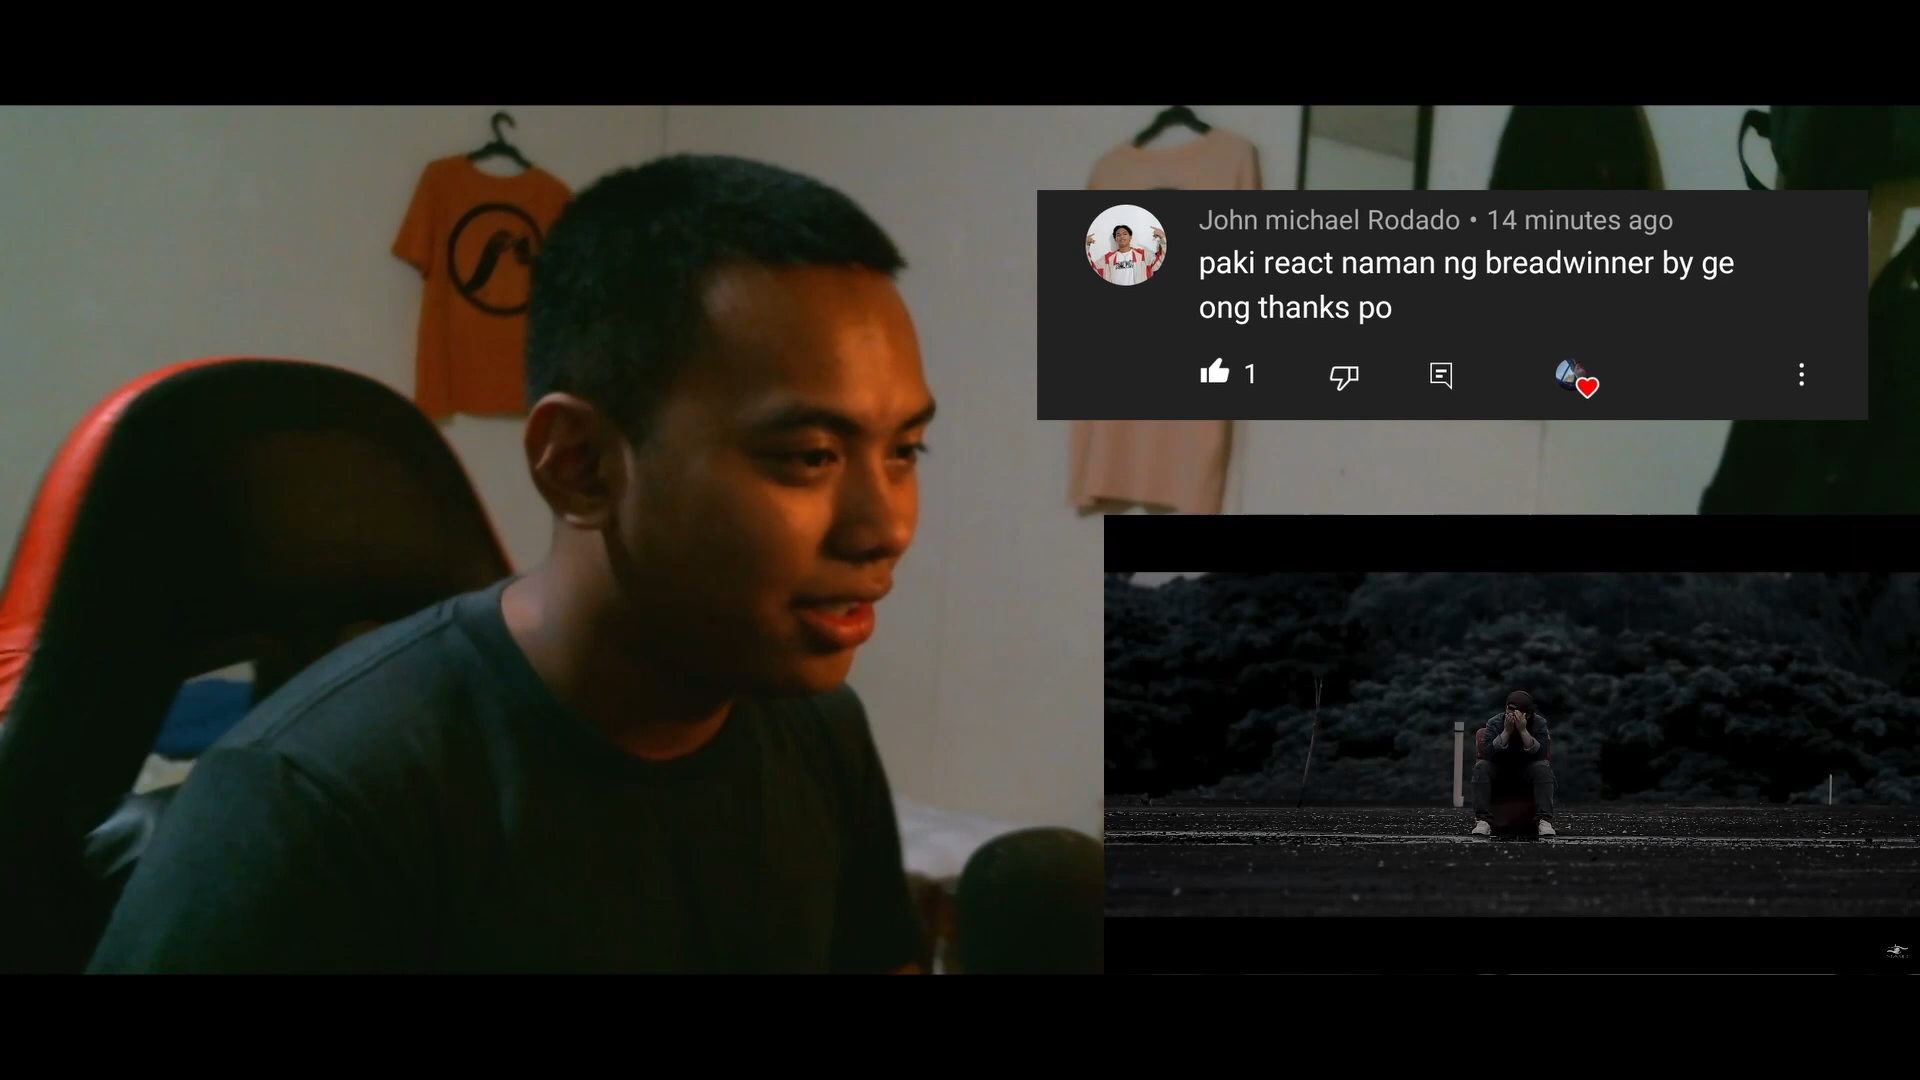 John michael Rodado • 14 minutes ago
paki react naman ng breadwinner by ge
ong thanks po
1